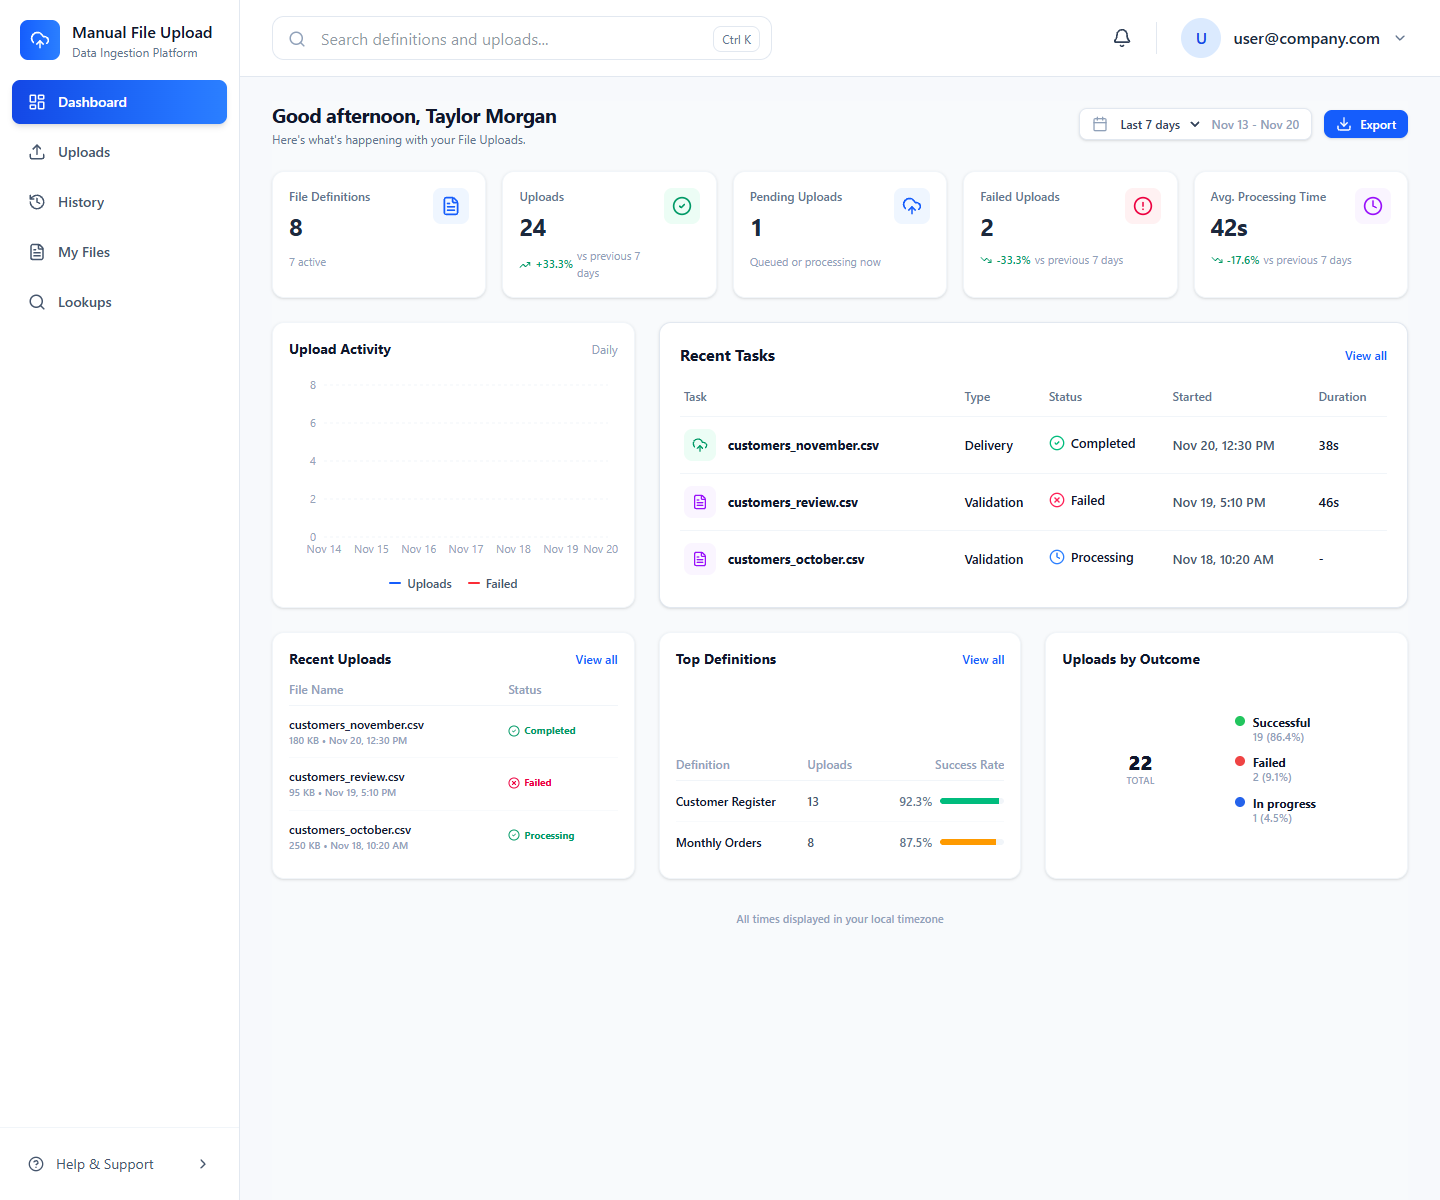 Manual File Upload
Data Ingestion Platform
Dashboard
Uploads
History
My Files
Lookups
Help & Support
Search definitions and uploads...
Ctrl K
U
user@company.com
Good afternoon, Taylor Morgan
Here's what's happening with your File Uploads.
Last 7 days
Nov 13 - Nov 20
Export
File Definitions
8
7 active
Uploads
24
+33.3% vs previous 7
days
Pending Uploads
1
Queued or processing now
Failed Uploads
2
-33.3% vs previous 7 days
Avg. Processing Time
42s
-17.6% vs previous 7 days
Upload Activity
Daily
8
6
4
2
0
Nov 14 Nov 15 Nov 16 Nov 17 Nov 18 Nov 19 Nov 20
Uploads Failed
Recent Tasks
View all
Task Type Status Started Duration
customers_november.csv Delivery Completed Nov 20, 12:30 PM 38s
customers_review.csv Validation Failed Nov 19, 5:10 PM 46s
customers_october.csv Validation Processing Nov 18, 10:20 AM -
Recent Uploads
View all
File Name Status
customers_november.csv
180 KB • Nov 20, 12:30 PM
Completed
customers_review.csv
95 KB • Nov 19, 5:10 PM
Failed
customers_october.csv
250 KB • Nov 18, 10:20 AM
Processing
Top Definitions
View all
Definition Uploads Success Rate
Customer Register 13 92.3%
Monthly Orders 8 87.5%
Uploads by Outcome
22
TOTAL
Successful
19 (86.4%)
Failed
2 (9.1%)
In progress
1 (4.5%)
All times displayed in your local timezone